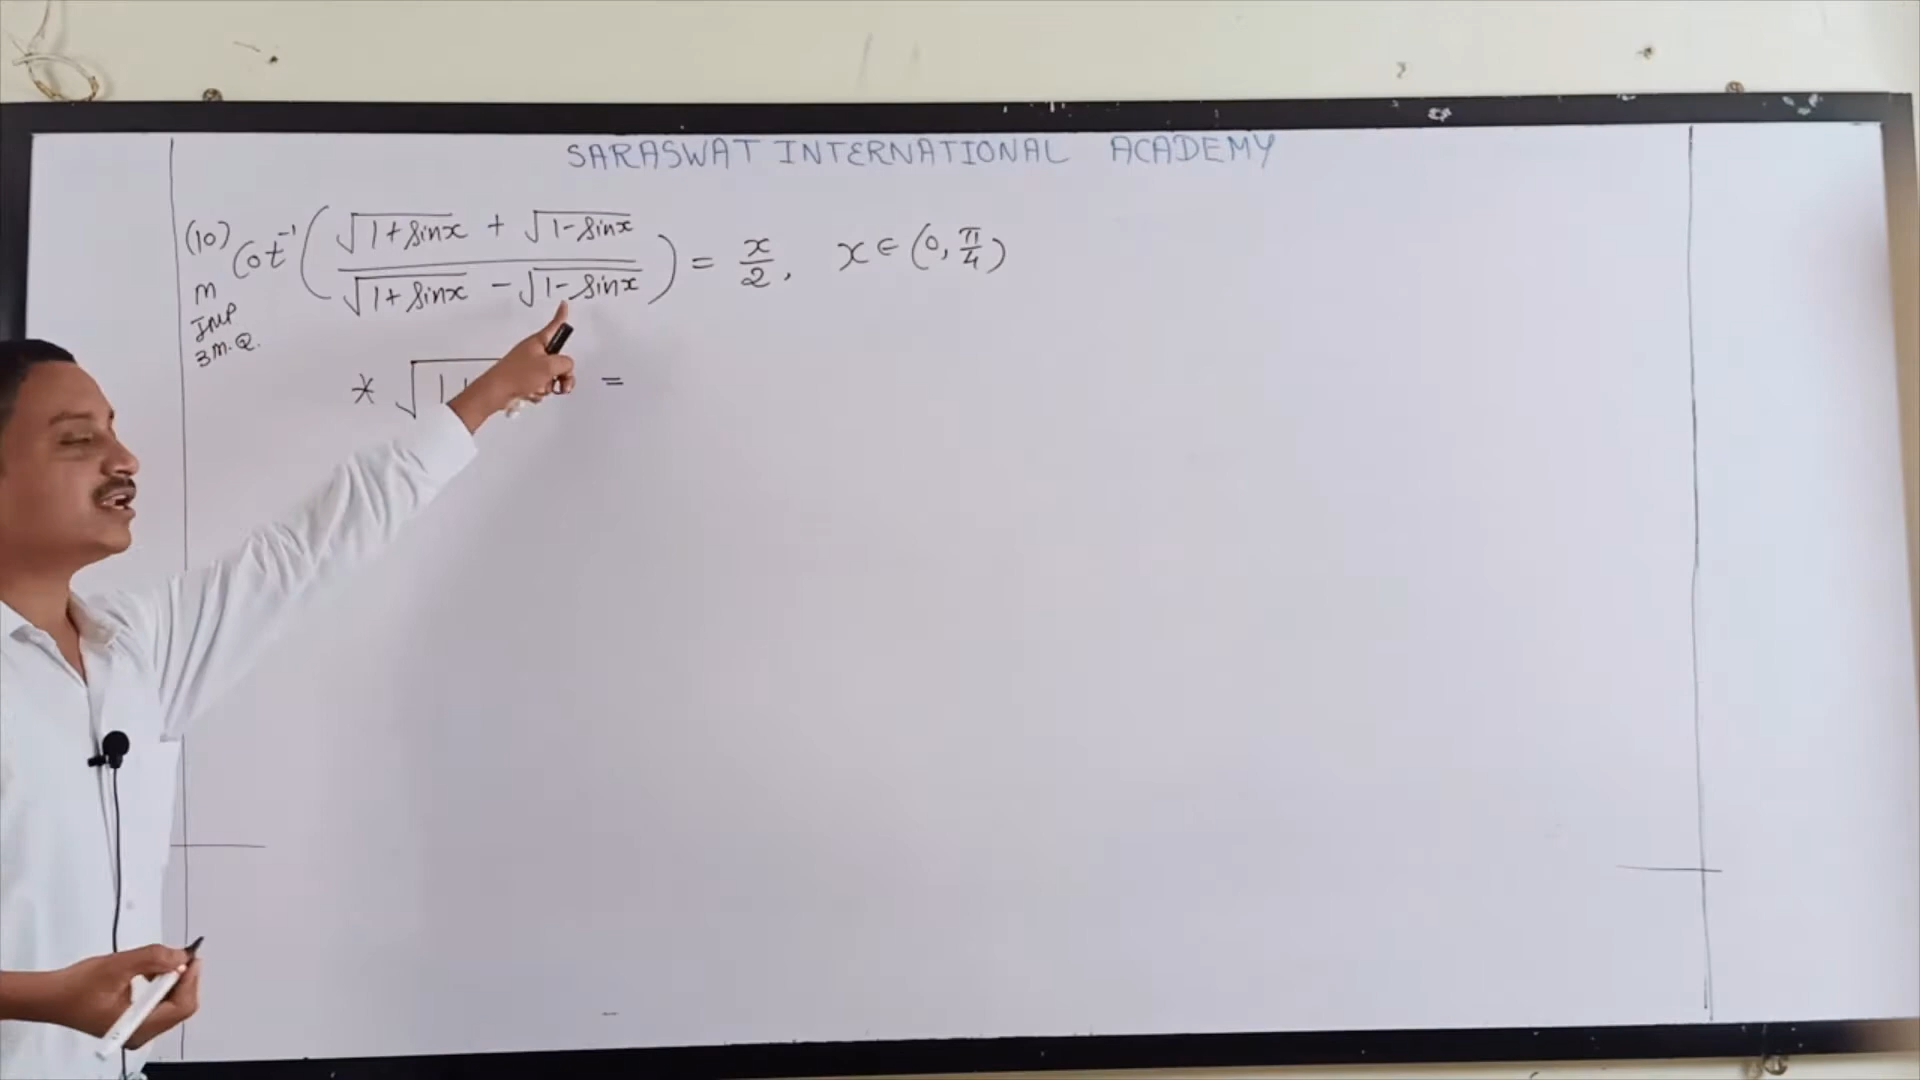 SARASWAT INTERNATIONAL ACADEMY
(10) Cot⁻¹ ( (√(1+sinx) + √(1-sinx)) / (√(1+sinx) - √(1-sinx)) ) = x/2, x ∈ (0, π/4)
M
IMP
3M.Q.
* √1+ =